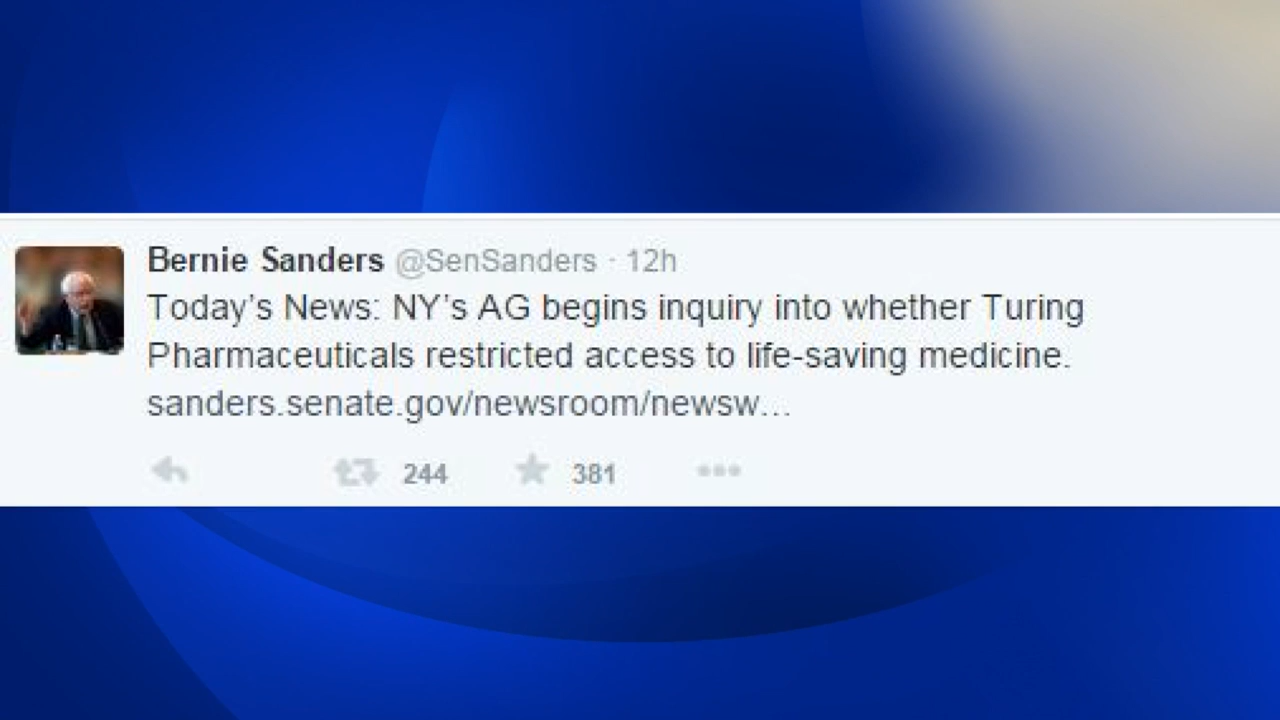 Bernie Sanders @SenSanders · 12h
Today’s News: NY’s AG begins inquiry into whether Turing
Pharmaceuticals restricted access to life-saving medicine.
sanders.senate.gov/newsroom/newsw…
244 381